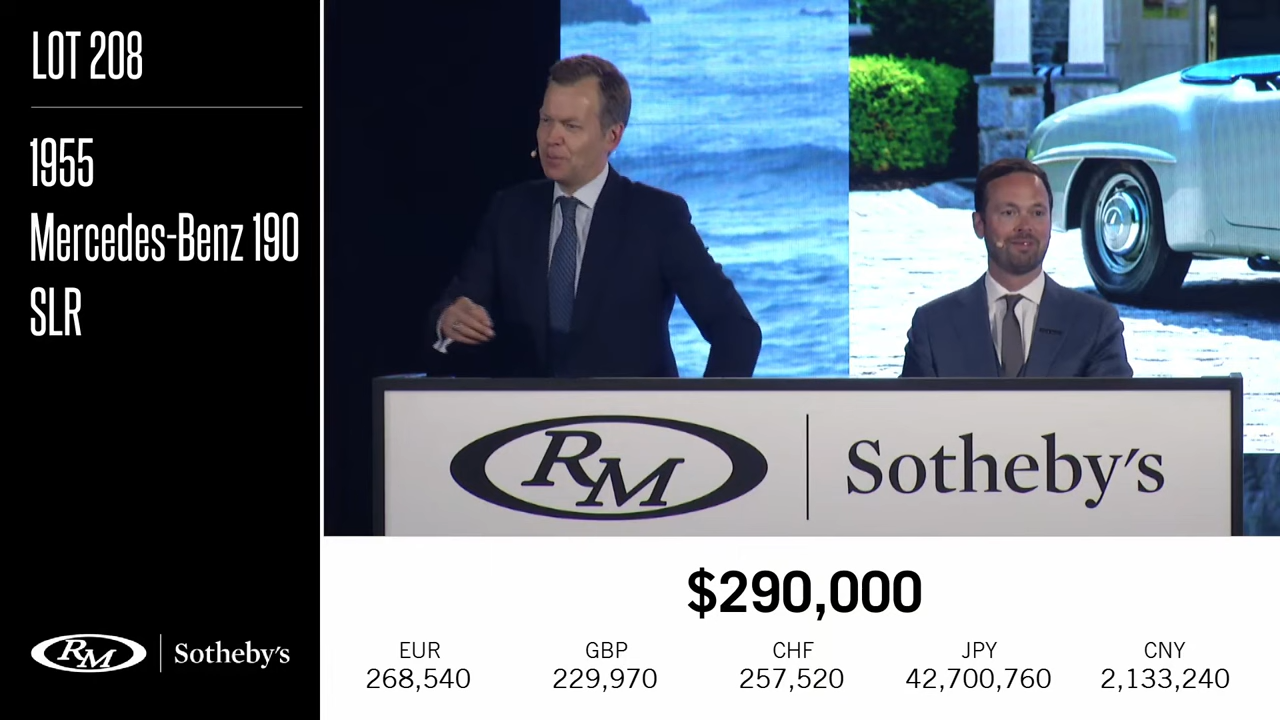 LOT 208
1955
Mercedes-Benz 190
SLR
RM | Sotheby's
RM | Sotheby's
$290,000
EUR GBP CHF JPY CNY
268,540 229,970 257,520 42,700,760 2,133,240